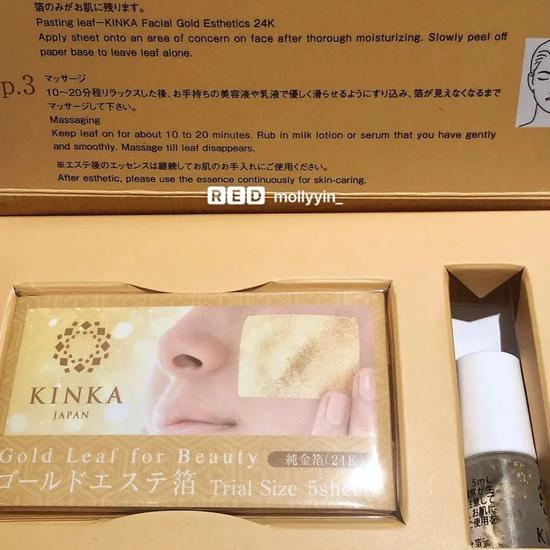 箔のみがお肌に残ります。
Pasting leaf—KINKA Facial Gold Esthetics 24K
Apply sheet onto an area of concern on face after thorough moisturizing. Slowly peel off
paper base to leave leaf alone.
p.3
マッサージ
10〜20分程リラックスした後、お手持ちの美容液や乳液で優しく滑らせるようにすり込み、箔が見えなくなるまで
マッサージして下さい。
Massaging
Keep leaf on for about 10 to 20 minutes. Rub in milk lotion or serum that you have gently
and smoothly. Massage till leaf disappears.
※エステ後のエッセンスは継続してお肌のお手入れにご使用ください。
After esthetic, please use the essence continuously for skin-caring.
RED mollyyin_
KINKA
JAPAN
Gold Leaf for Beauty
純金箔(24K)
ゴールドエステ箔 Trial Size 5sheets
5mL
KINKA